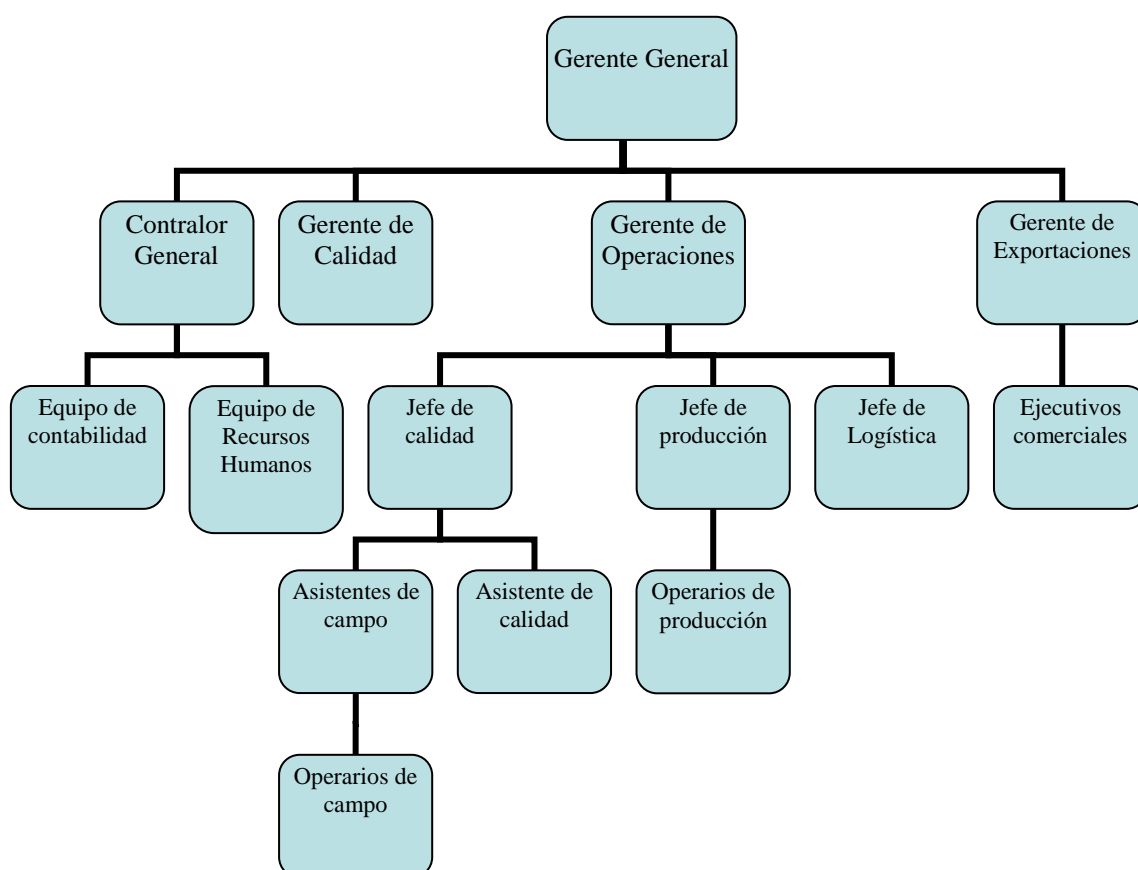 Gerente General
Contralor
General
Gerente de
Calidad
Gerente de
Operaciones
Gerente de
Exportaciones
Equipo de
contabilidad
Equipo de
Recursos
Humanos
Jefe de
calidad
Jefe de
producción
Jefe de
Logística
Ejecutivos
comerciales
Asistentes de
campo
Asistente de
calidad
Operarios de
producción
Operarios de
campo